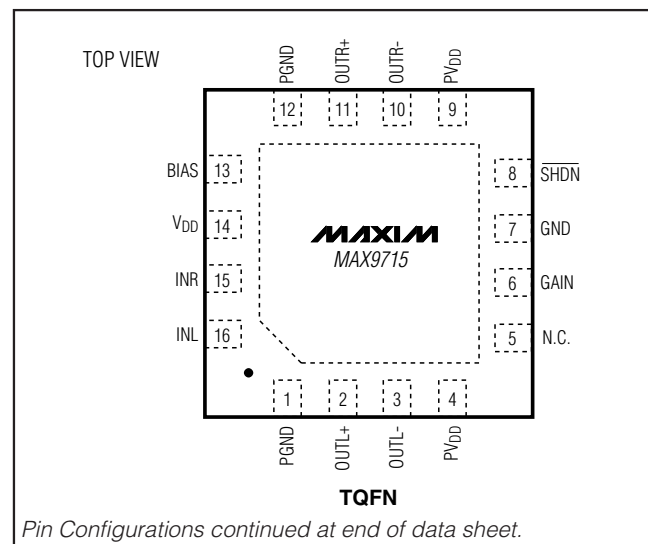 TOP VIEW
PGND
OUTR+
OUTR-
PVDD
12
11
10
9
BIAS 13
8 SHDN
VDD 14
7 GND
MAXIM
MAX9715
INR 15
6 GAIN
INL 16
5 N.C.
1
2
3
4
PGND
OUTL+
OUTL-
PVDD
TQFN
Pin Configurations continued at end of data sheet.